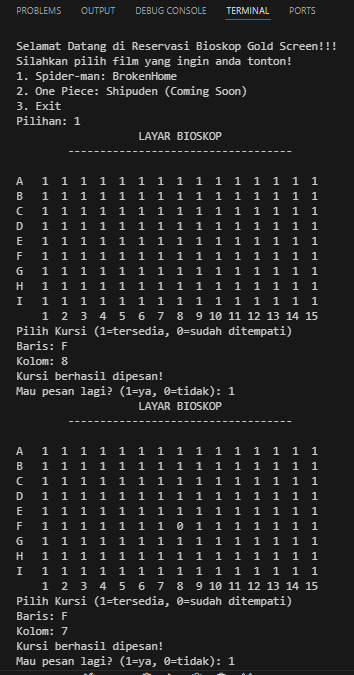 PROBLEMS OUTPUT DEBUG CONSOLE TERMINAL PORTS
Selamat Datang di Reservasi Bioskop Gold Screen!!!
Silahkan pilih film yang ingin anda tonton!
1. Spider-man: BrokenHome
2. One Piece: Shipuden (Coming Soon)
3. Exit
Pilihan: 1
LAYAR BIOSKOP
-----------------------------------
A 1 1 1 1 1 1 1 1 1 1 1 1 1 1 1
B 1 1 1 1 1 1 1 1 1 1 1 1 1 1 1
C 1 1 1 1 1 1 1 1 1 1 1 1 1 1 1
D 1 1 1 1 1 1 1 1 1 1 1 1 1 1 1
E 1 1 1 1 1 1 1 1 1 1 1 1 1 1 1
F 1 1 1 1 1 1 1 1 1 1 1 1 1 1 1
G 1 1 1 1 1 1 1 1 1 1 1 1 1 1 1
H 1 1 1 1 1 1 1 1 1 1 1 1 1 1 1
I 1 1 1 1 1 1 1 1 1 1 1 1 1 1 1
1 2 3 4 5 6 7 8 9 10 11 12 13 14 15
Pilih Kursi (1=tersedia, 0=sudah ditempati)
Baris: F
Kolom: 8
Kursi berhasil dipesan!
Mau pesan lagi? (1=ya, 0=tidak): 1
LAYAR BIOSKOP
-----------------------------------
A 1 1 1 1 1 1 1 1 1 1 1 1 1 1 1
B 1 1 1 1 1 1 1 1 1 1 1 1 1 1 1
C 1 1 1 1 1 1 1 1 1 1 1 1 1 1 1
D 1 1 1 1 1 1 1 1 1 1 1 1 1 1 1
E 1 1 1 1 1 1 1 1 1 1 1 1 1 1 1
F 1 1 1 1 1 1 1 0 1 1 1 1 1 1 1
G 1 1 1 1 1 1 1 1 1 1 1 1 1 1 1
H 1 1 1 1 1 1 1 1 1 1 1 1 1 1 1
I 1 1 1 1 1 1 1 1 1 1 1 1 1 1 1
1 2 3 4 5 6 7 8 9 10 11 12 13 14 15
Pilih Kursi (1=tersedia, 0=sudah ditempati)
Baris: F
Kolom: 7
Kursi berhasil dipesan!
Mau pesan lagi? (1=ya, 0=tidak): 1